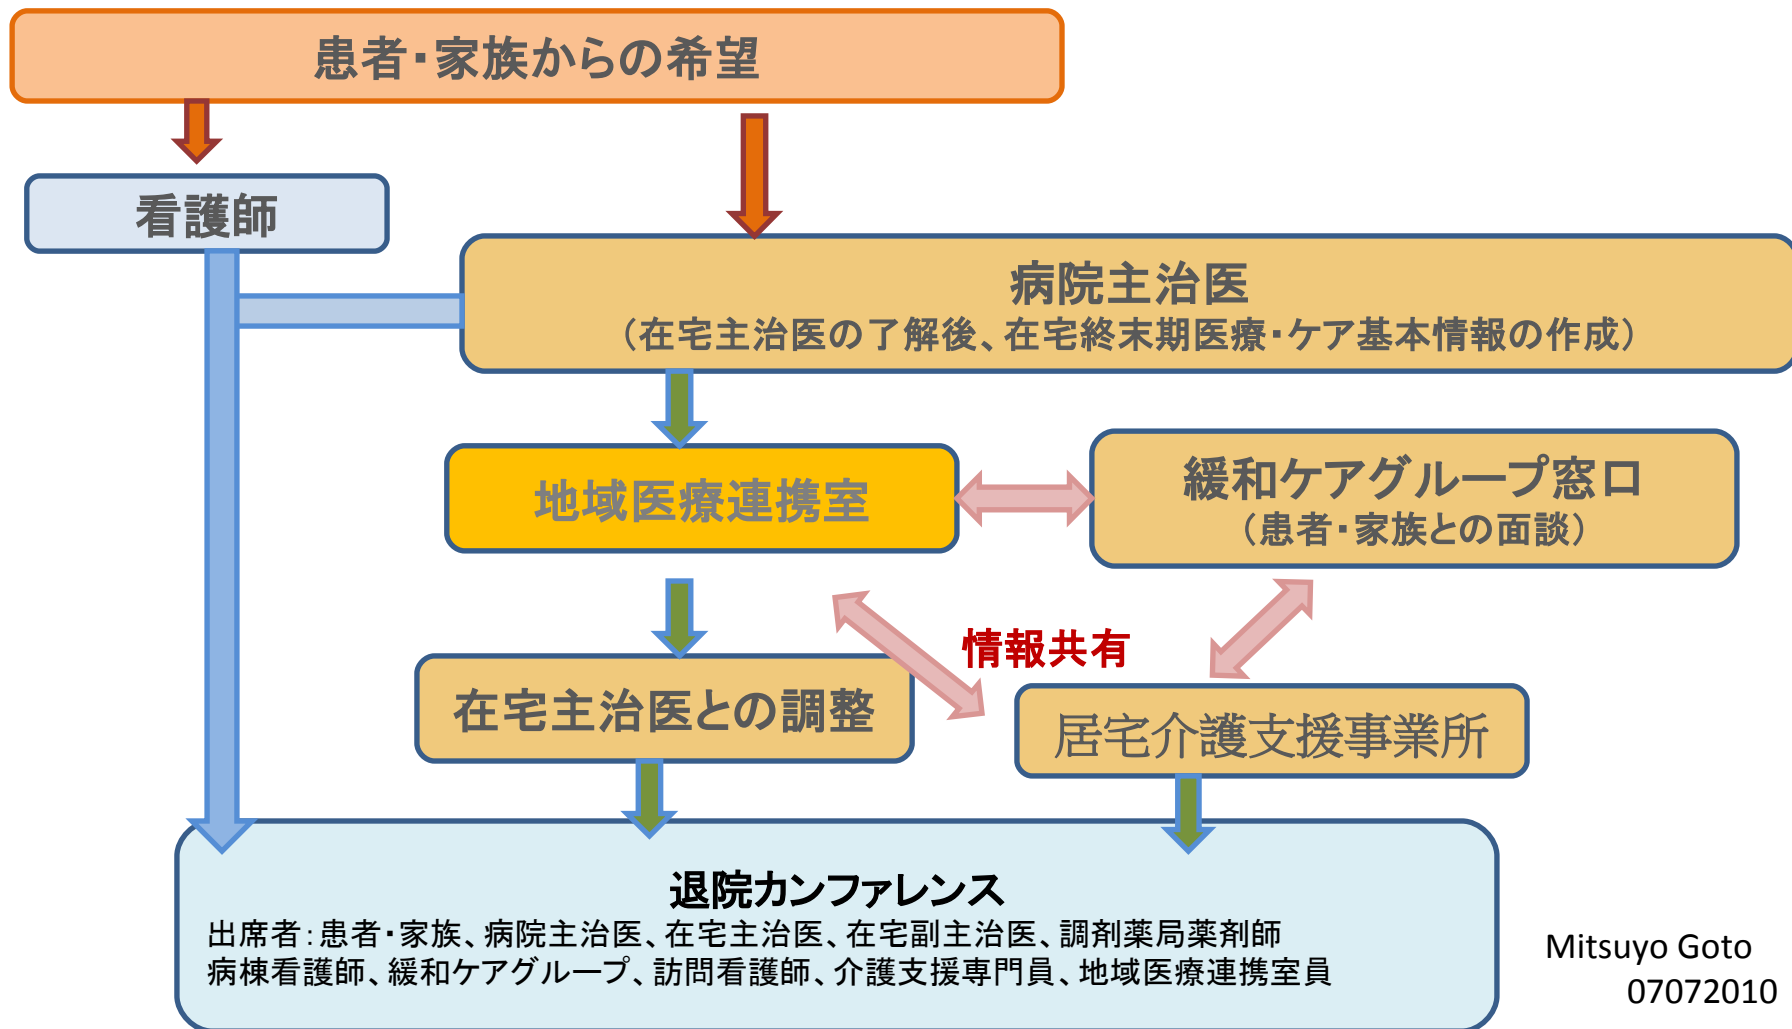 患者・家族からの希望
看護師
病院主治医
（在宅主治医の了解後、在宅終末期医療・ケア基本情報の作成）
地域医療連携室
緩和ケアグループ窓口
（患者・家族との面談）
情報共有
在宅主治医との調整
居宅介護支援事業所
退院カンファレンス
出席者：患者・家族、病院主治医、在宅主治医、在宅副主治医、調剤薬局薬剤師
病棟看護師、緩和ケアグループ、訪問看護師、介護支援専門員、地域医療連携室員
Mitsuyo Goto
07072010